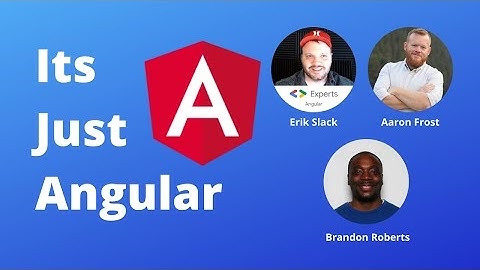 Its
Just
Angular
A
Experts
Angular
Erik Slack
Aaron Frost
Brandon Roberts